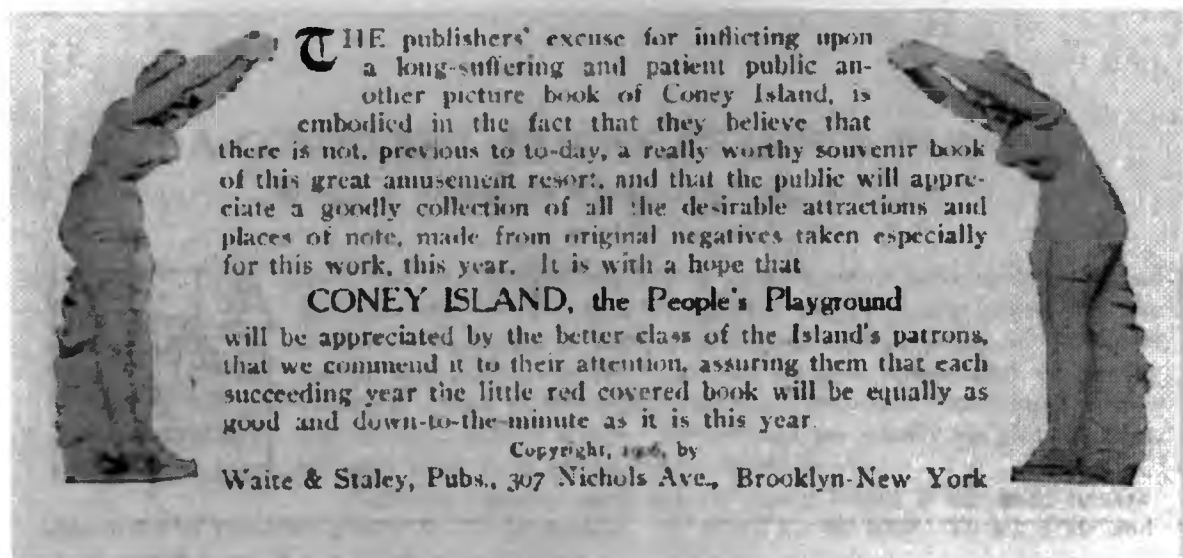 THE publishers' excuse for inflicting upon
a long-suffering and patient public an-
other picture book of Coney Island, is
embodied in the fact that they believe that
there is not, previous to to-day, a really worthy souvenir book
of this great amusement resort, and that the public will appre-
ciate a goodly collection of all the desirable attractions and
places of note, made from original negatives taken especially
for this work, this year. It is with a hope that
CONEY ISLAND, the People's Playground
will be appreciated by the better class of the Island's patrons,
that we commend it to their attention, assuring them that each
succeeding year the little red covered book will be equally as
good and down-to-the-minute as it is this year.
Copyright, 1906, by
Waite & Staley, Pubs., 307 Nichols Ave., Brooklyn-New York